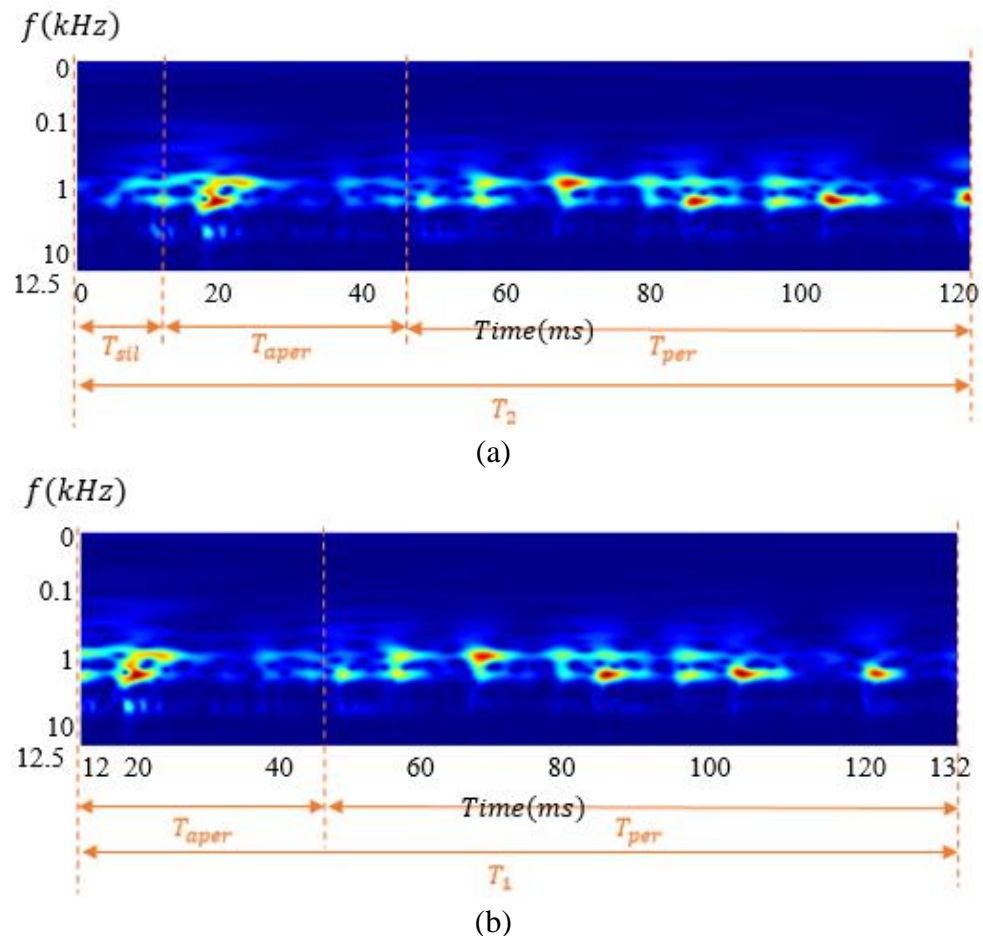 f(kHz)
0
0.1
1
10
12.5
0 20 40 60 80 100 120
Time(ms)
T_sil T_aper T_per
T_2
(a)
f(kHz)
0
0.1
1
10
12.5
12 20 40 60 80 100 120 132
Time(ms)
T_aper T_per
T_1
(b)